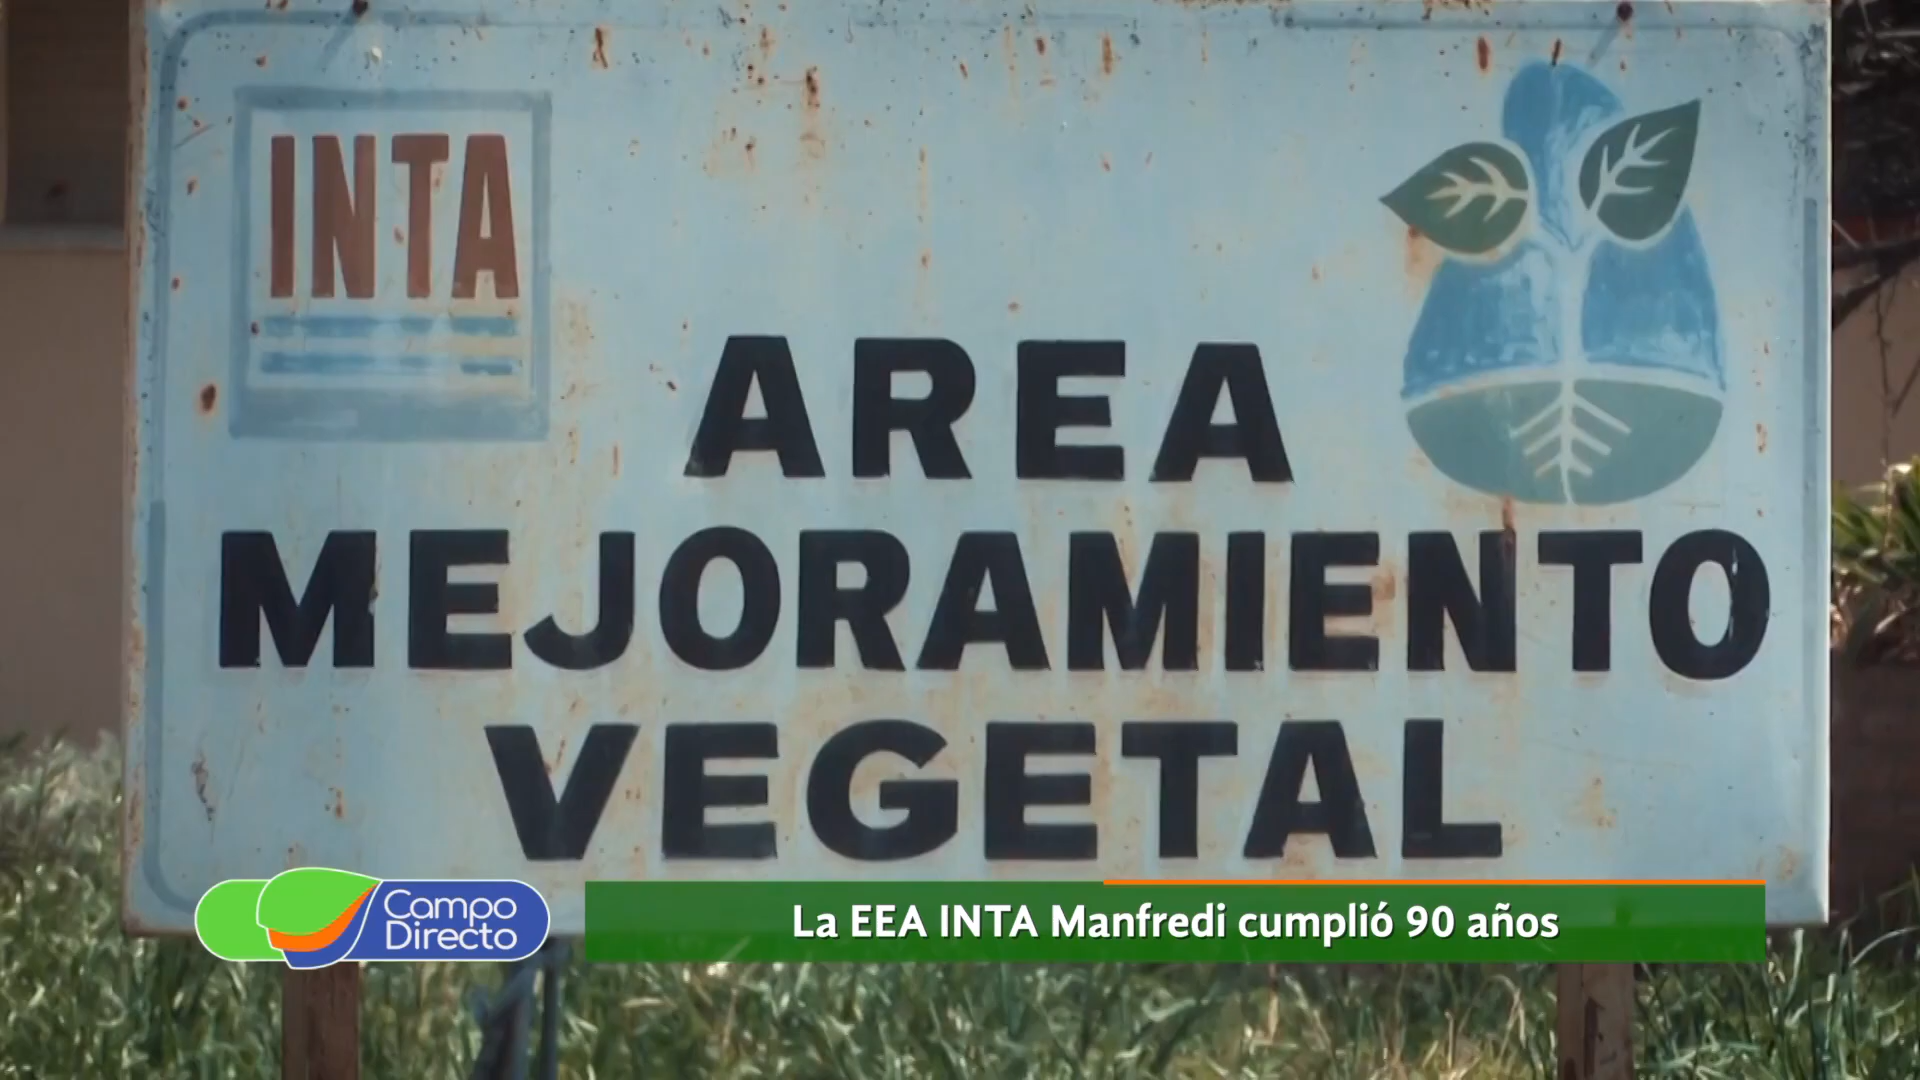 INTA
AREA
MEJORAMIENTO
VEGETAL
Campo
Directo
La EEA INTA Manfredi cumplió 90 años